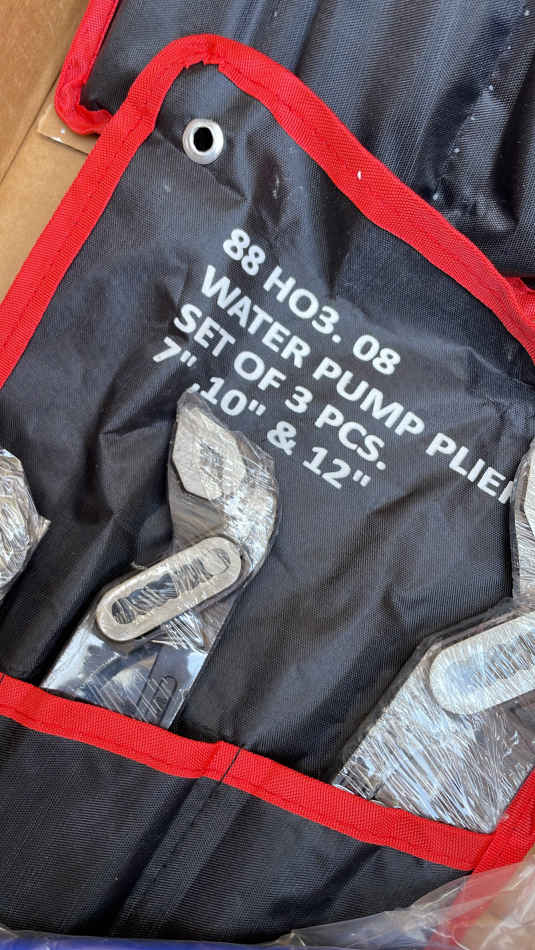 88 HO3. 08
WATER PUMP PLIER
SET OF 3 PCS.
7" ,10" & 12"